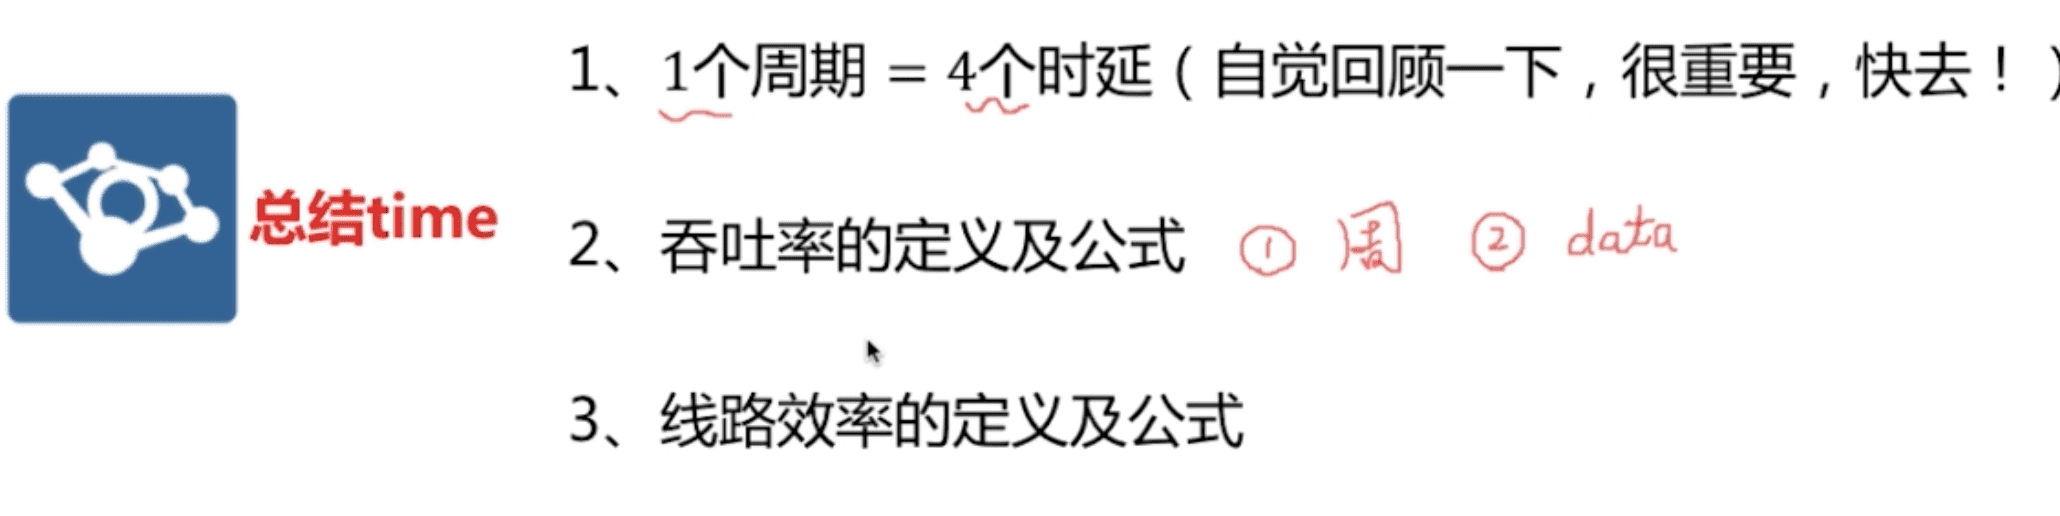 1、1个周期 = 4个时延（自觉回顾一下，很重要，快去！）
总结time
2、吞吐率的定义及公式 ① 周 ② data
3、线路效率的定义及公式